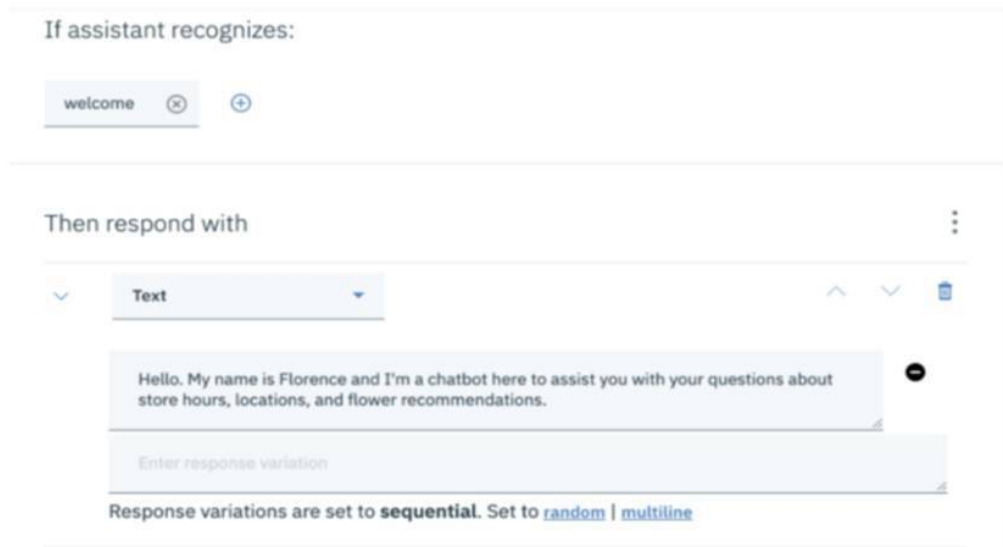 If assistant recognizes:
welcome
Then respond with
Text
Hello. My name is Florence and I'm a chatbot here to assist you with your questions about
store hours, locations, and flower recommendations.
Enter response variation
Response variations are set to sequential. Set to random | multiline